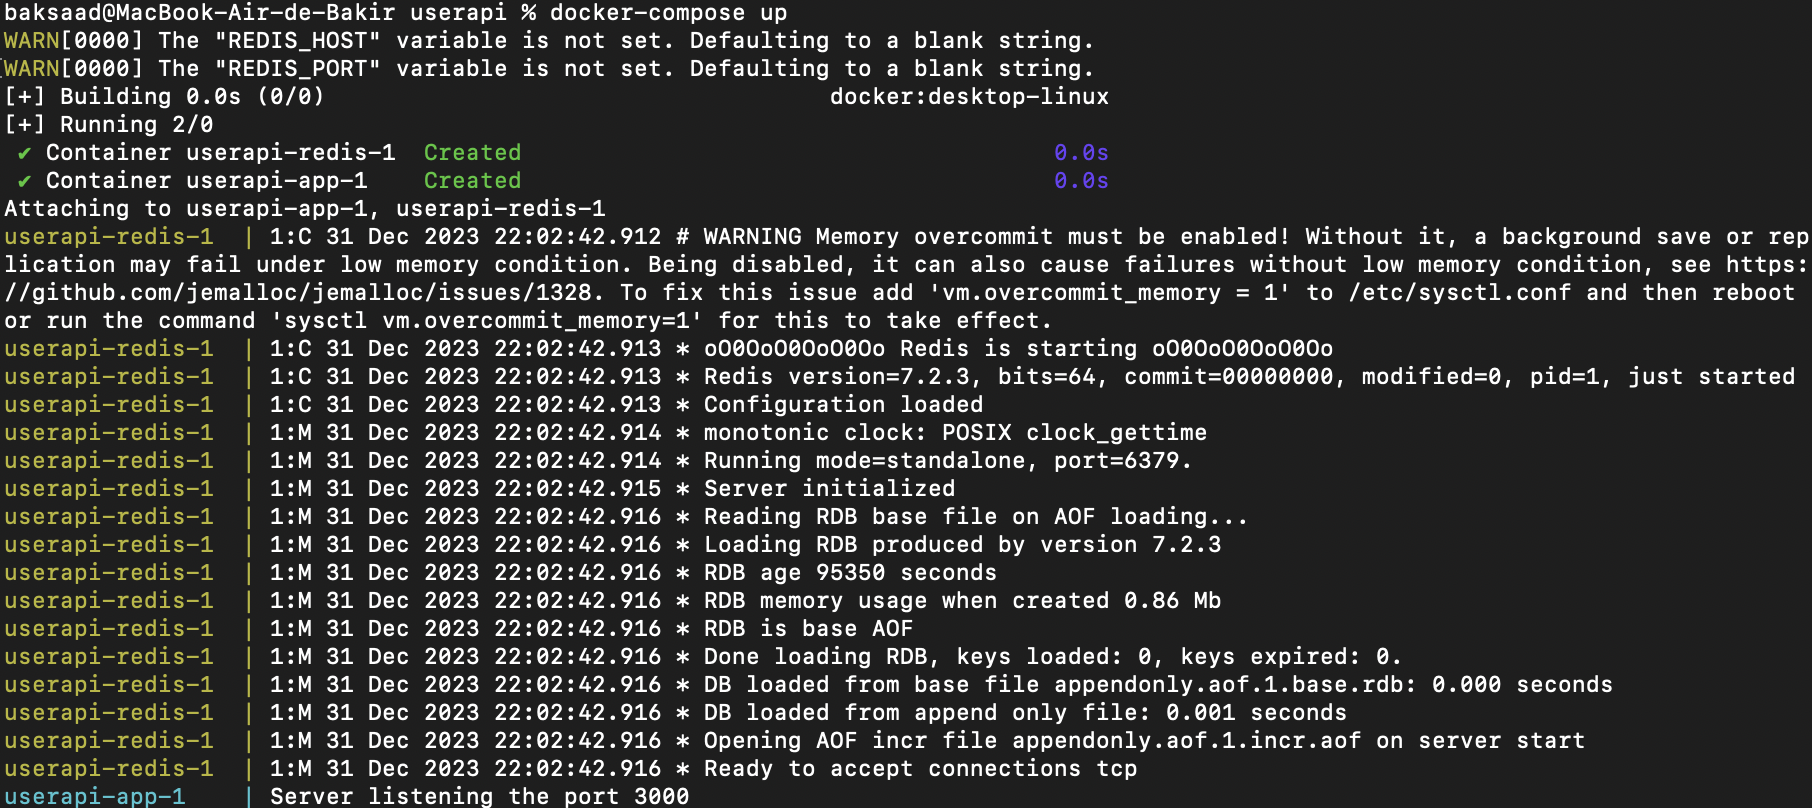 baksaad@MacBook-Air-de-Bakir userapi % docker-compose up
WARN[0000] The "REDIS_HOST" variable is not set. Defaulting to a blank string.
WARN[0000] The "REDIS_PORT" variable is not set. Defaulting to a blank string.
[+] Building 0.0s (0/0) docker:desktop-linux
[+] Running 2/0
✔ Container userapi-redis-1 Created 0.0s
✔ Container userapi-app-1 Created 0.0s
Attaching to userapi-app-1, userapi-redis-1
userapi-redis-1 | 1:C 31 Dec 2023 22:02:42.912 # WARNING Memory overcommit must be enabled! Without it, a background save or rep
lication may fail under low memory condition. Being disabled, it can also cause failures without low memory condition, see https:
//github.com/jemalloc/jemalloc/issues/1328. To fix this issue add 'vm.overcommit_memory = 1' to /etc/sysctl.conf and then reboot
or run the command 'sysctl vm.overcommit_memory=1' for this to take effect.
userapi-redis-1 | 1:C 31 Dec 2023 22:02:42.913 * oO0OoO0OoO0Oo Redis is starting oO0OoO0OoO0Oo
userapi-redis-1 | 1:C 31 Dec 2023 22:02:42.913 * Redis version=7.2.3, bits=64, commit=00000000, modified=0, pid=1, just started
userapi-redis-1 | 1:C 31 Dec 2023 22:02:42.913 * Configuration loaded
userapi-redis-1 | 1:M 31 Dec 2023 22:02:42.914 * monotonic clock: POSIX clock_gettime
userapi-redis-1 | 1:M 31 Dec 2023 22:02:42.914 * Running mode=standalone, port=6379.
userapi-redis-1 | 1:M 31 Dec 2023 22:02:42.915 * Server initialized
userapi-redis-1 | 1:M 31 Dec 2023 22:02:42.916 * Reading RDB base file on AOF loading...
userapi-redis-1 | 1:M 31 Dec 2023 22:02:42.916 * Loading RDB produced by version 7.2.3
userapi-redis-1 | 1:M 31 Dec 2023 22:02:42.916 * RDB age 95350 seconds
userapi-redis-1 | 1:M 31 Dec 2023 22:02:42.916 * RDB memory usage when created 0.86 Mb
userapi-redis-1 | 1:M 31 Dec 2023 22:02:42.916 * RDB is base AOF
userapi-redis-1 | 1:M 31 Dec 2023 22:02:42.916 * Done loading RDB, keys loaded: 0, keys expired: 0.
userapi-redis-1 | 1:M 31 Dec 2023 22:02:42.916 * DB loaded from base file appendonly.aof.1.base.rdb: 0.000 seconds
userapi-redis-1 | 1:M 31 Dec 2023 22:02:42.916 * DB loaded from append only file: 0.001 seconds
userapi-redis-1 | 1:M 31 Dec 2023 22:02:42.916 * Opening AOF incr file appendonly.aof.1.incr.aof on server start
userapi-redis-1 | 1:M 31 Dec 2023 22:02:42.916 * Ready to accept connections tcp
userapi-app-1 | Server listening the port 3000